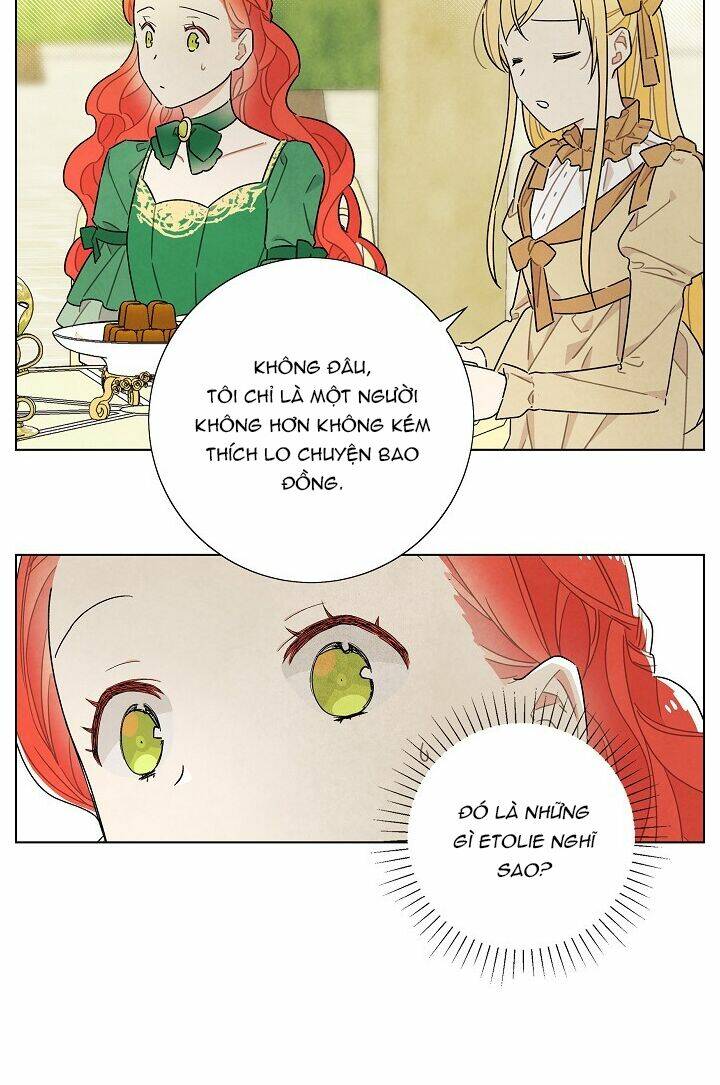 KHÔNG ĐÂU,
TÔI CHỈ LÀ MỘT NGƯỜI
KHÔNG HƠN KHÔNG KÉM
THÍCH LO CHUYỆN BAO
ĐỒNG.
ĐÓ LÀ NHỮNG
GÌ ETOLIE NGHĨ
SAO?